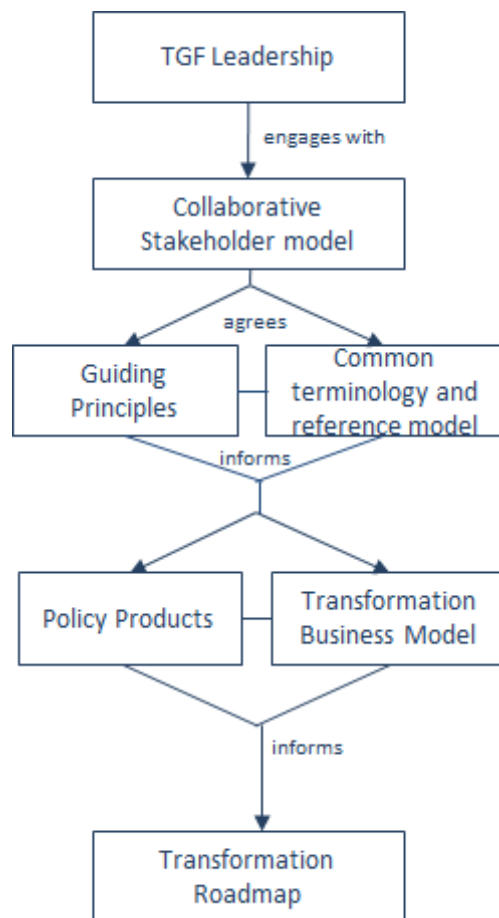 TGF Leadership
engages with
Collaborative
Stakeholder model
agrees
Guiding
Principles
Common
terminology and
reference model
informs
Policy Products
Transformation
Business Model
informs
Transformation
Roadmap